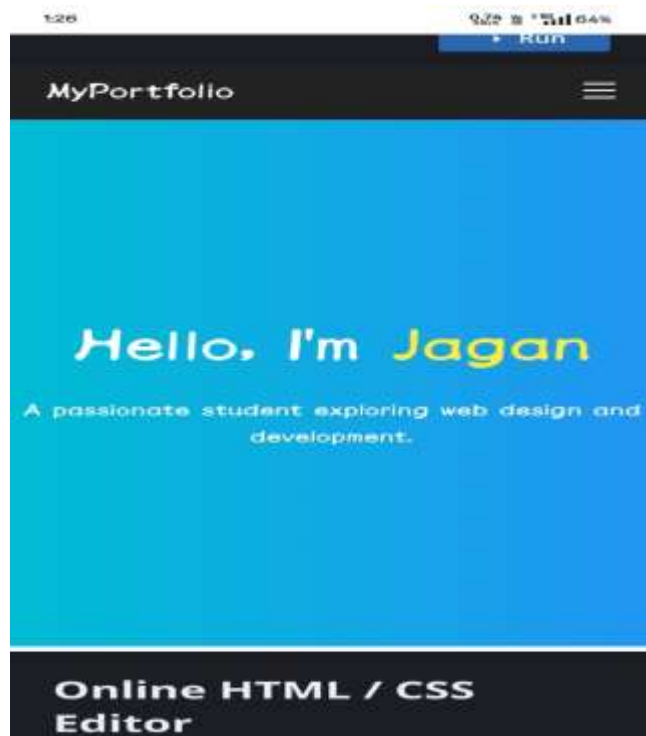 1:26
64%
Run
MyPortfolio
Hello, I'm Jagan
A passionate student exploring web design and
development.
Online HTML / CSS
Editor